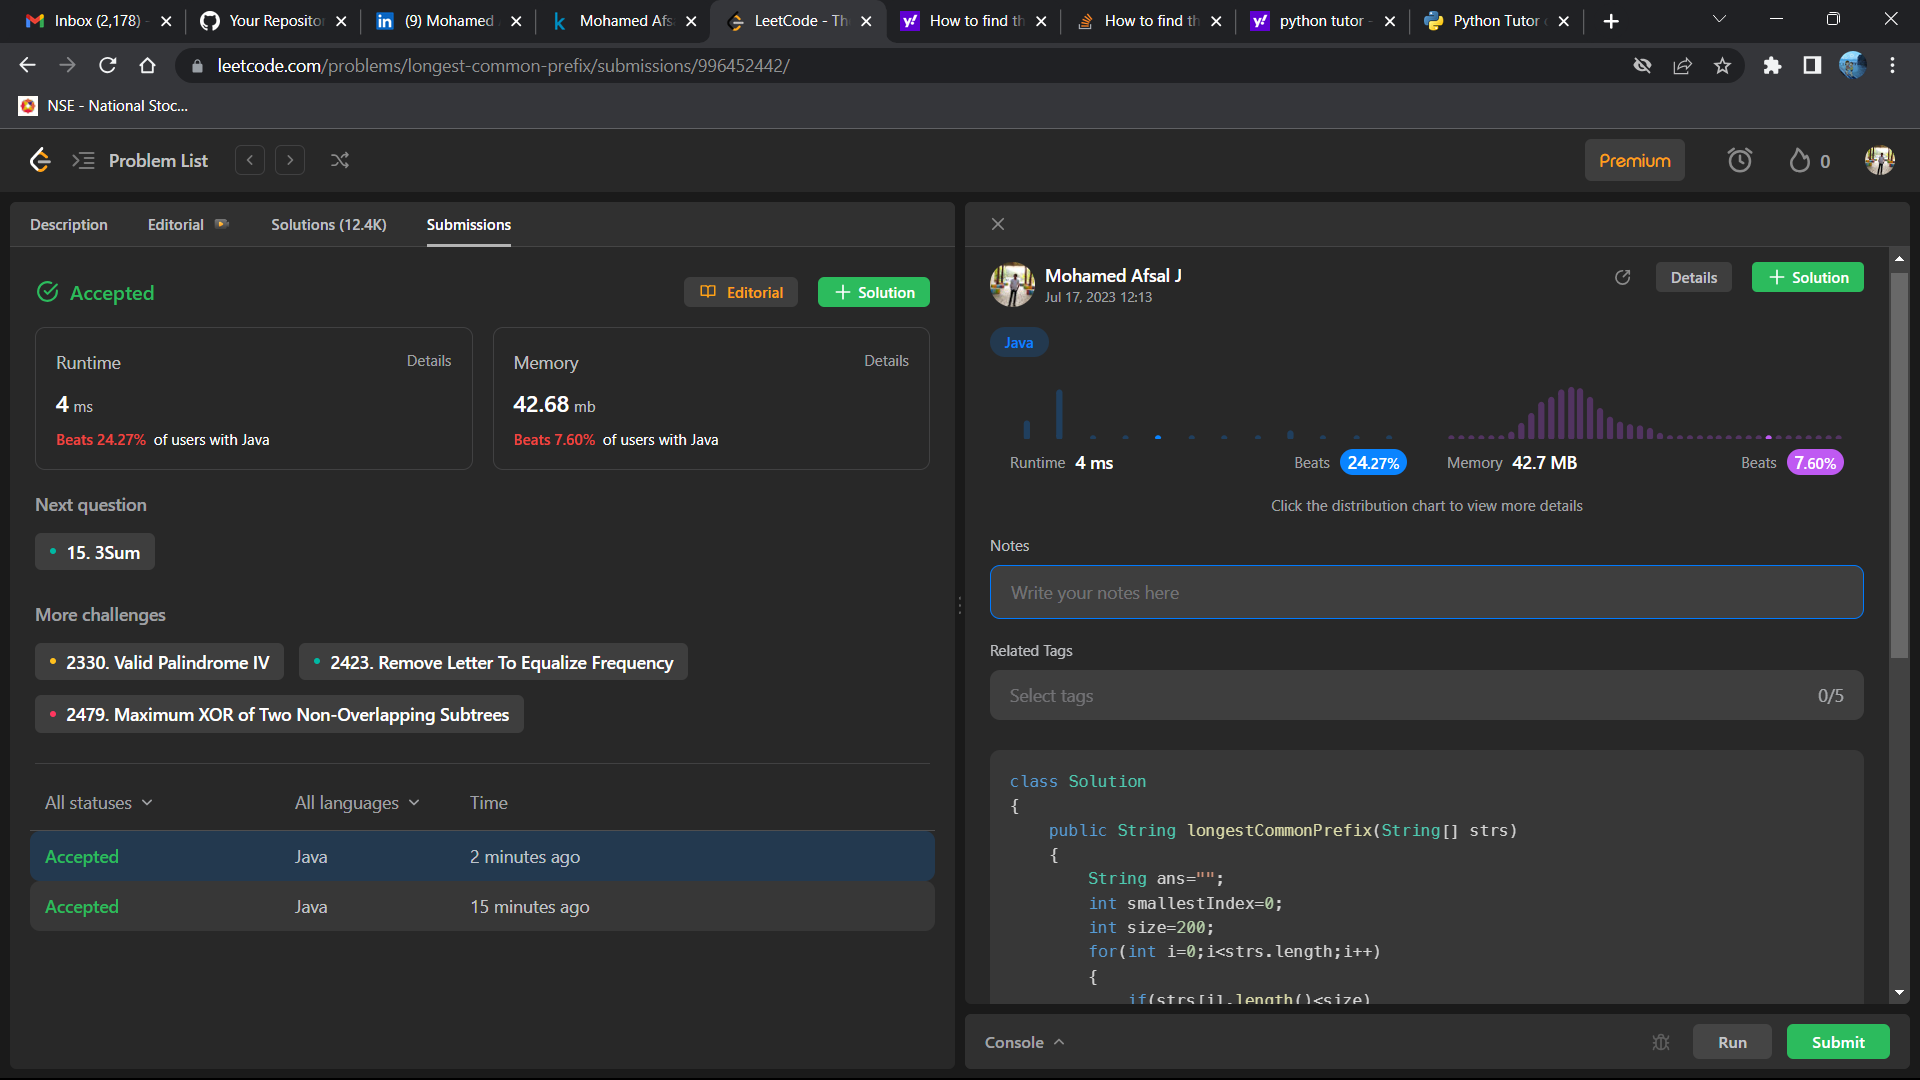 Inbox (2,178) -
Your Repositor
(9) Mohamed
Mohamed Afs
LeetCode - Th
How to find th
How to find th
python tutor -
Python Tutor
leetcode.com/problems/longest-common-prefix/submissions/996452442/
NSE - National Stoc...
Problem List
Premium
0
Description
Editorial
Solutions (12.4K)
Submissions
Accepted
Editorial
Solution
Runtime
Details
4 ms
Beats 24.27% of users with Java
Memory
Details
42.68 mb
Beats 7.60% of users with Java
Next question
15. 3Sum
More challenges
2330. Valid Palindrome IV
2423. Remove Letter To Equalize Frequency
2479. Maximum XOR of Two Non-Overlapping Subtrees
All statuses
All languages
Time
Accepted Java 2 minutes ago
Accepted Java 15 minutes ago
Mohamed Afsal J
Jul 17, 2023 12:13
Details
Solution
Java
Runtime 4 ms
Beats 24.27%
Memory 42.7 MB
Beats 7.60%
Click the distribution chart to view more details
Notes
Write your notes here
Related Tags
Select tags
0/5
class Solution
{
public String longestCommonPrefix(String[] strs)
{
String ans="";
int smallestIndex=0;
int size=200;
for(int i=0;i<strs.length;i++)
{
if(strs[i].length()<size)
Console
Run
Submit